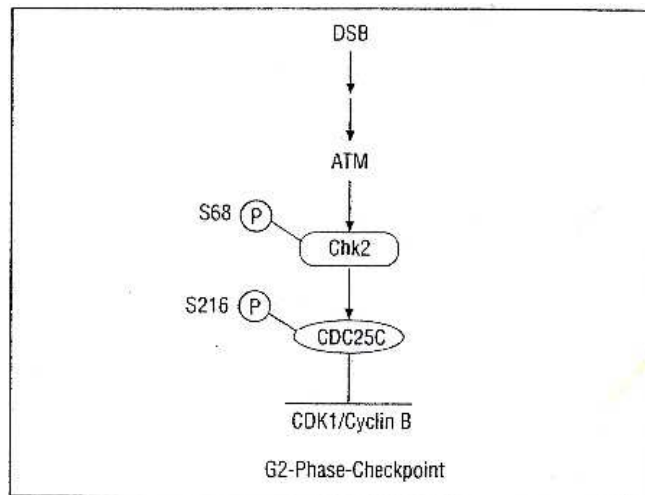 DSB
ATM
S68 P
Chk2
S216 P
CDC25C
CDK1/Cyclin B
G2-Phase-Checkpoint